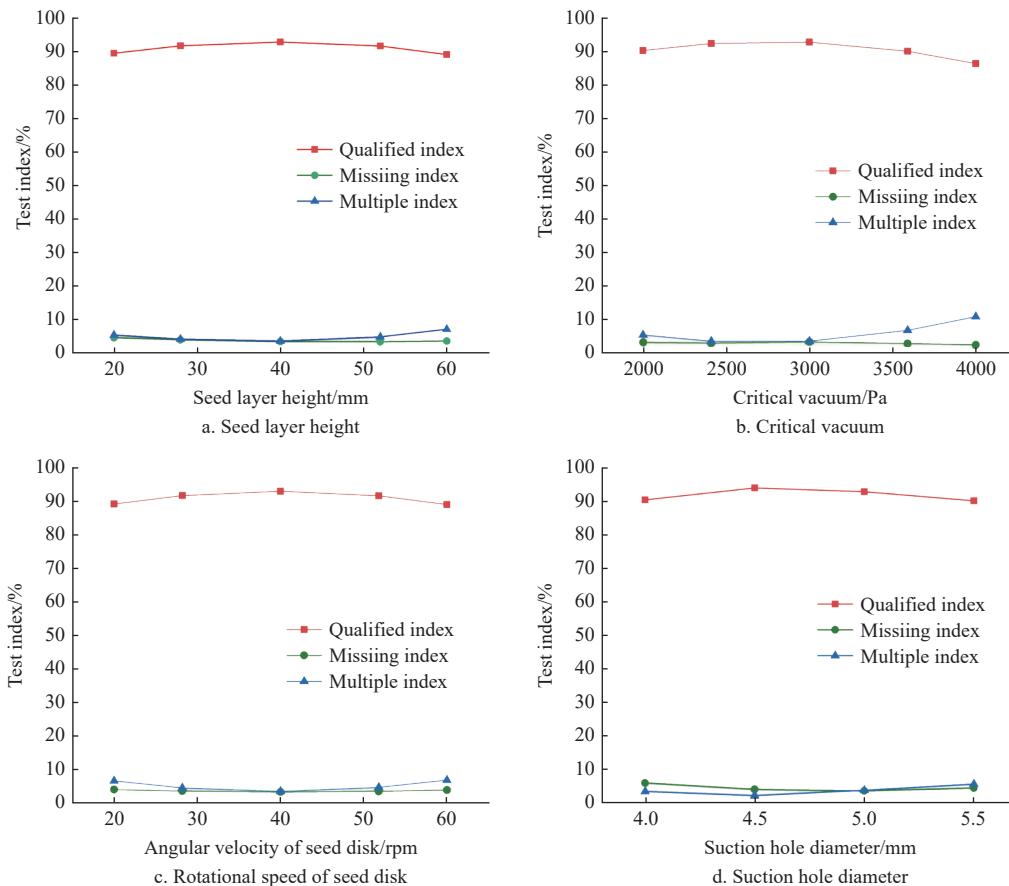 100
90
80
70
60
50
40
30
20
10
0
Test index/%
Qualified index
Missiing index
Multiple index
20 30 40 50 60
Seed layer height/mm
a. Seed layer height
100
90
80
70
60
50
40
30
20
10
0
Test index/%
Qualified index
Missiing index
Multiple index
2000 2500 3000 3500 4000
Critical vacuum/Pa
b. Critical vacuum
100
90
80
70
60
50
40
30
20
10
0
Test index/%
Qualified index
Missiing index
Multiple index
20 30 40 50 60
Angular velocity of seed disk/rpm
c. Rotational speed of seed disk
100
90
80
70
60
50
40
30
20
10
0
Test index/%
Qualified index
Missiing index
Multiple index
4.0 4.5 5.0 5.5
Suction hole diameter/mm
d. Suction hole diameter